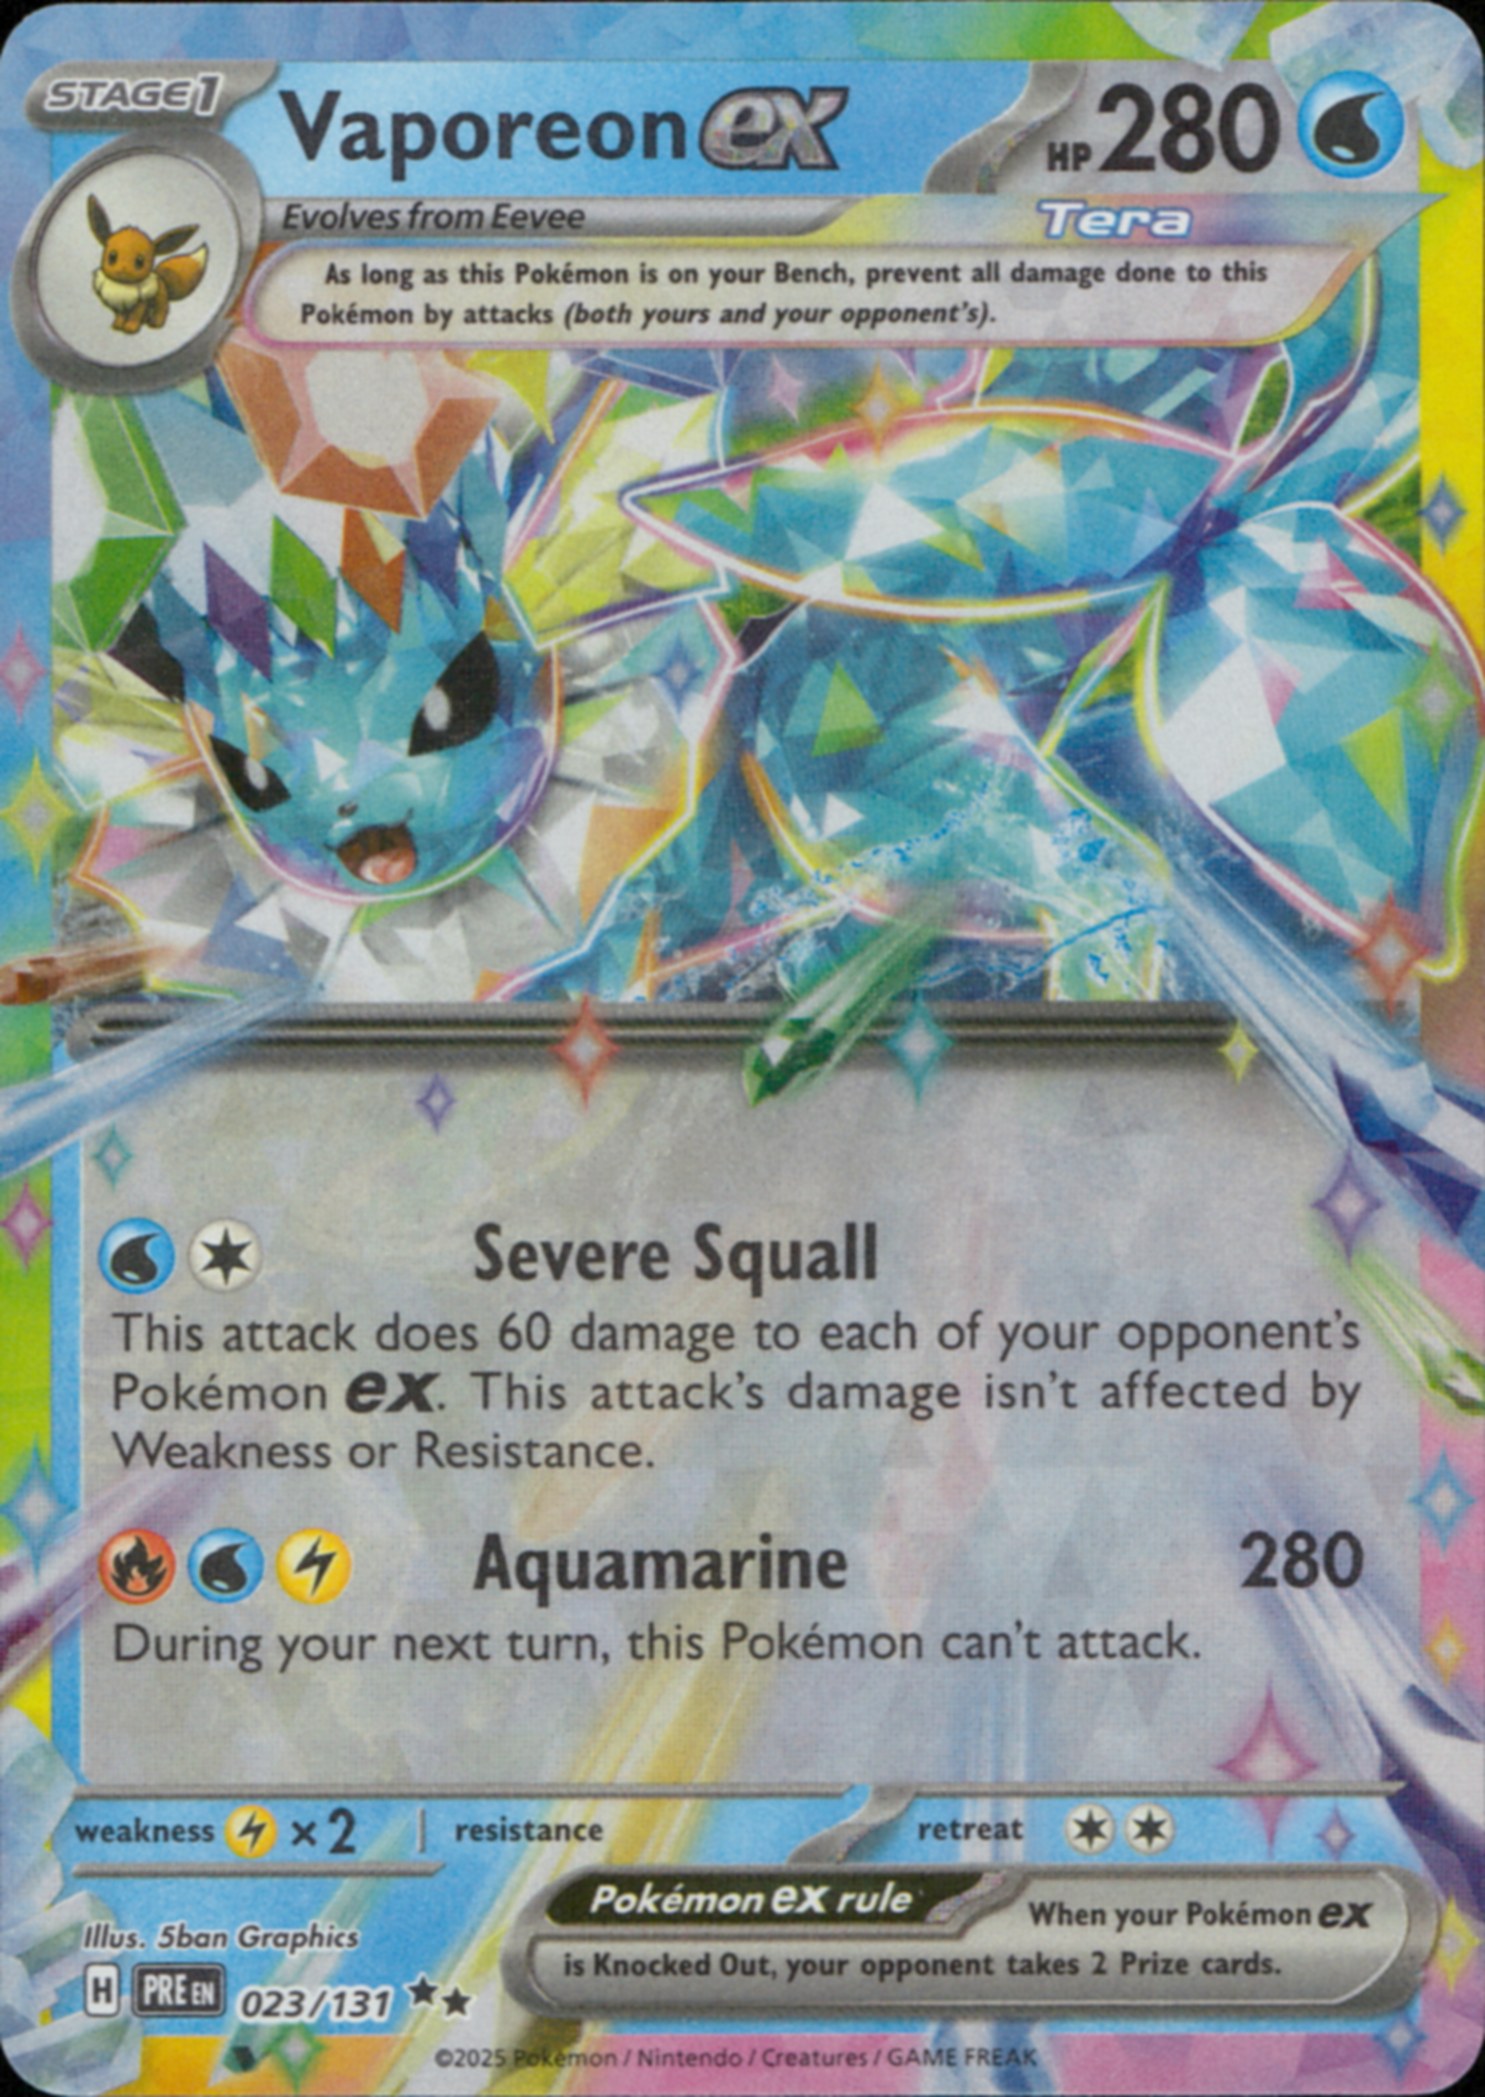 STAGE1
Vaporeon ex
HP 280
Evolves from Eevee
Tera
As long as this Pokémon is on your Bench, prevent all damage done to this
Pokémon by attacks (both yours and your opponent's).
Severe Squall
This attack does 60 damage to each of your opponent's
Pokémon ex. This attack's damage isn't affected by
Weakness or Resistance.
Aquamarine 280
During your next turn, this Pokémon can't attack.
weakness ×2 resistance retreat
Pokémon ex rule When your Pokémon ex
is Knocked Out, your opponent takes 2 Prize cards.
Illus. 5ban Graphics
H PRE EN 023/131 ★★
©2025 Pokémon / Nintendo / Creatures / GAME FREAK